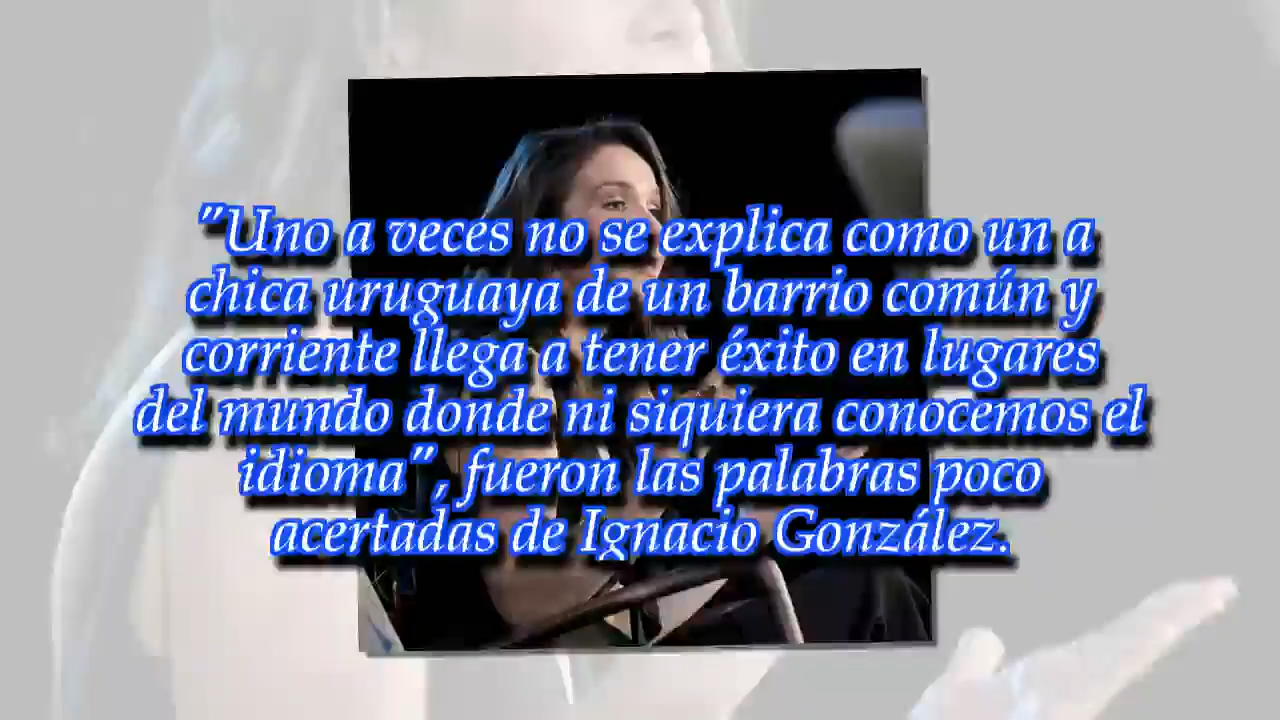 "Uno a veces no se explica como un a
chica uruguaya de un barrio común y
corriente llega a tener éxito en lugares
del mundo donde ni siquiera conocemos el
idioma", fueron las palabras poco
acertadas de Ignacio González.